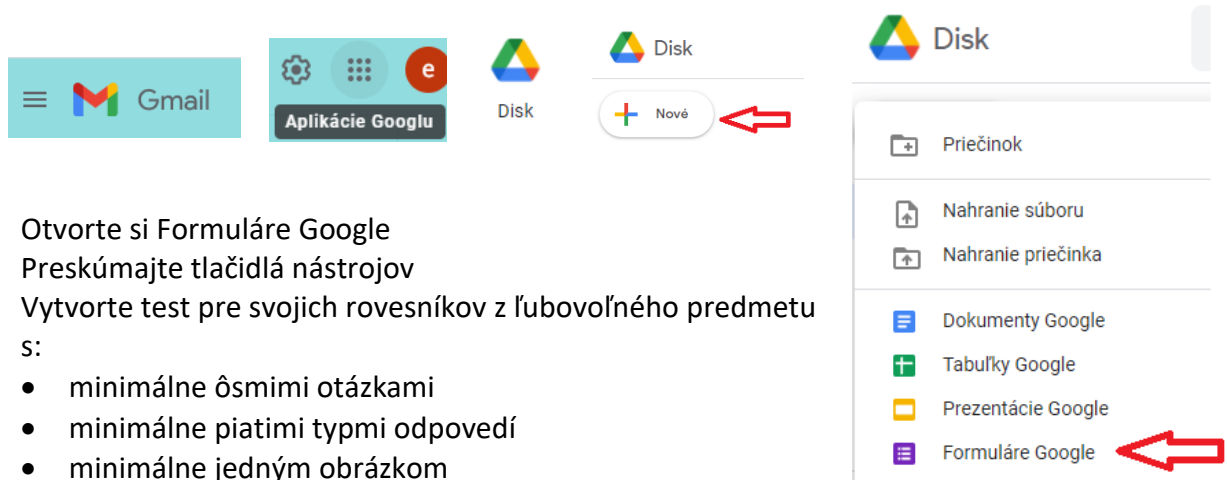 Gmail
e
Aplikácie Googlu
Disk
Disk
Nové
Disk
Priečinok
Nahranie súboru
Nahranie priečinka
Dokumenty Google
Tabuľky Google
Prezentácie Google
Formuláre Google
Otvorte si Formuláre Google
Preskúmajte tlačidlá nástrojov
Vytvorte test pre svojich rovesníkov z ľubovoľného predmetu
s:
• minimálne ôsmimi otázkami
• minimálne piatimi typmi odpovedí
• minimálne jedným obrázkom